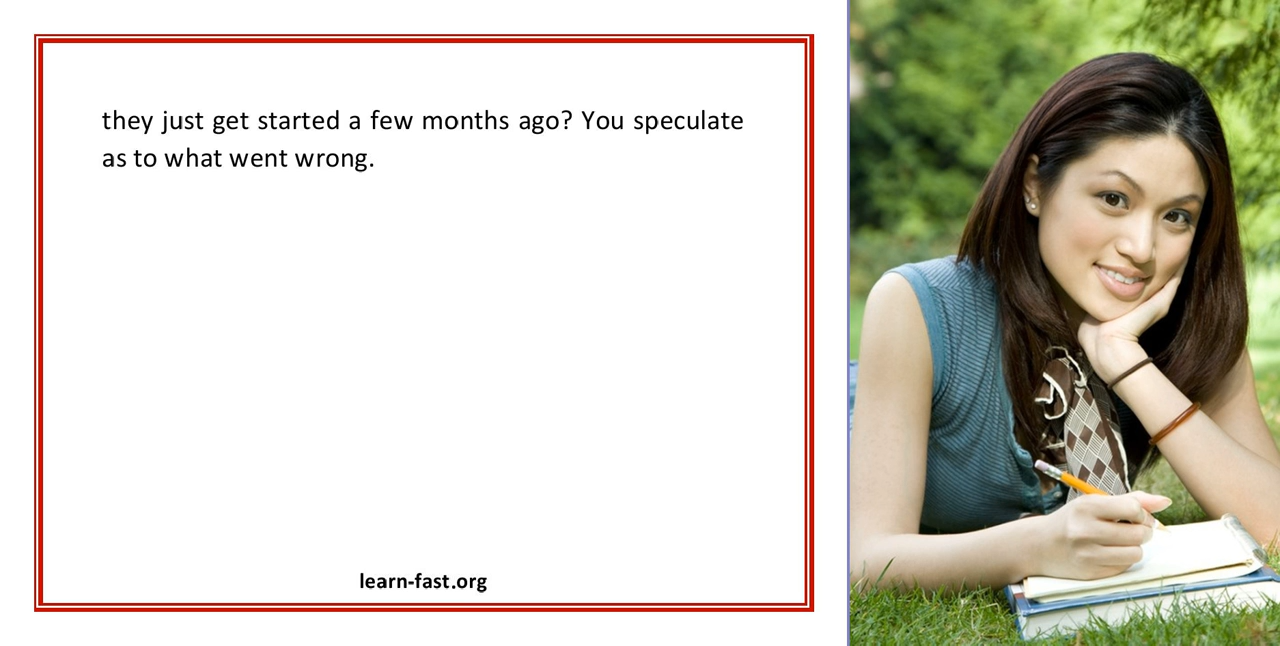 they just get started a few months ago? You speculate
as to what went wrong.
learn-fast.org